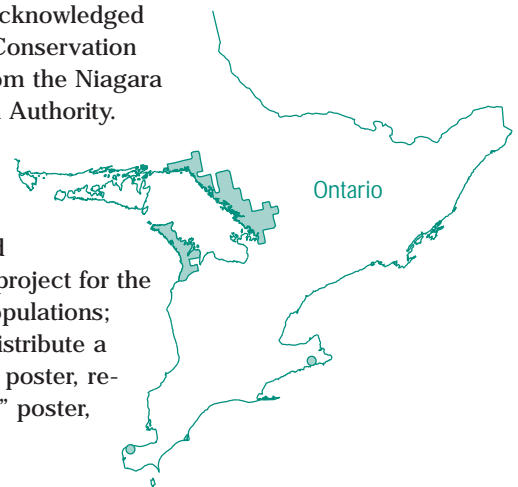 cknowledged
Conservation
om the Niagara
Authority.
Ontario
project for the
opulations;
istribute a
poster, re-
” poster,